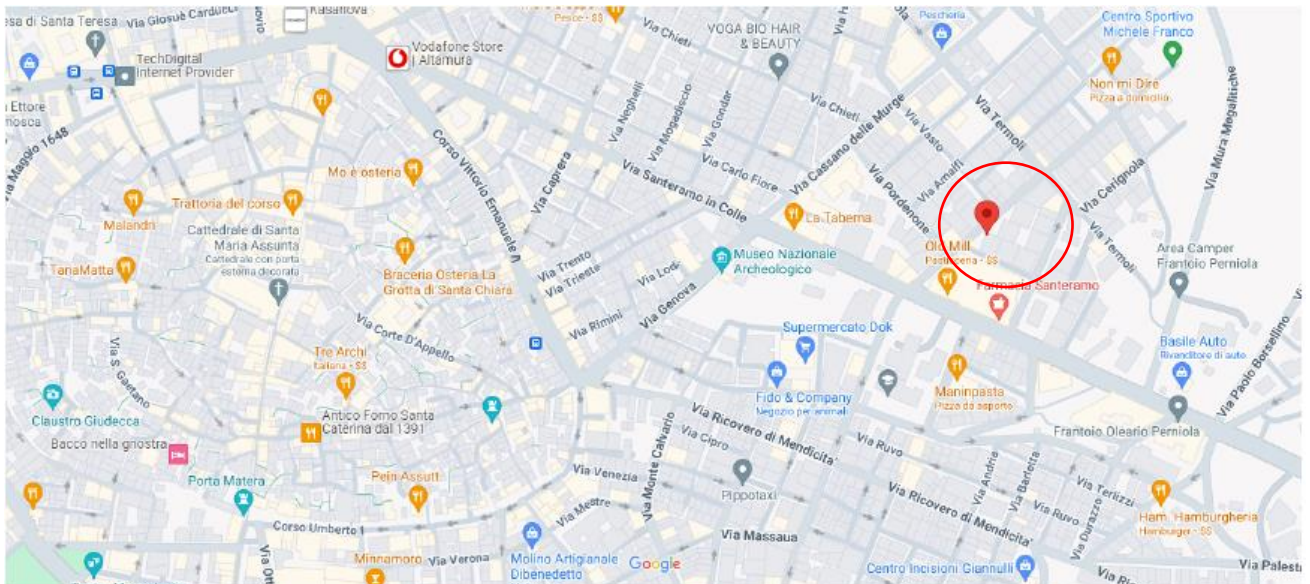 Via Giosuè Carducci
Kasanova
Pesce - $$
Via Chieti
VOGA BIO HAIR
& BEAUTY
Pescheria
Centro Sportivo
Michele Franco
esa di Santa Teresa
TechDigital
Internet Provider
Vodafone Store
| Altamura
Non mi Dire
Pizza a domicilio
Ettore
Via Maggio 1648
Corso Vittorio Emanuele II
Via Neghelli
Via Mogadiscio
Via Gondar
Via Chieti
Via Cassano delle Murge
Via Vasto
Via Termoli
Via Mura Megalitiche
Mo e osteria
Via Caprera
Via Carlo Fiore
Via Santeramo in Colle
Via Pordenone
Via Amalfi
Via Cerignola
Malandri
Trattoria del corso
Cattedrale di Santa
Maria Assunta
Cattedrale con porta
esterna decorata
La Taberna
Via Termoli
TanaMatta
Braceria Osteria La
Grotta di Santa Chiara
Via Trento
Via Trieste
Via Lodi
Museo Nazionale
Archeologico
Old Mill
Pasticceria - $$
Farmacia Santeramo
Area Camper
Frantoio Perniola
Via Corte D'Appello
Via Rimini
Via Genova
Supermercato Dok
Via S. Gaetano
Tre Archi
Italiana - $$
Basile Auto
Rivenditore di auto
Via Paolo Borsellino
Claustro Giudecca
Antico Forno Santa
Caterina dal 1391
Fido & Company
Negozio per animali
Maninpasta
Pizza da asporto
Bacco nella gnostra
Via Monte Calvario
Via Ricovero di Mendicita'
Via Cipro
Via Ruvo
Frantoio Oleario Perniola
Porta Matera
Pein Assutt
Via Venezia
Pippotaxi
Via Andria
Via Barletta
Via Terlizzi
Via Mestre
Via Ricovero di Mendicita'
Via Ruvo
Via Durazzo
Ham. Hamburgheria
Hamburger - $$
Corso Umberto I
Via Massaua
Minnamoro
Via Verona
Molino Artigianale
Dibenedetto
Google
Centro Incisioni Giannulli